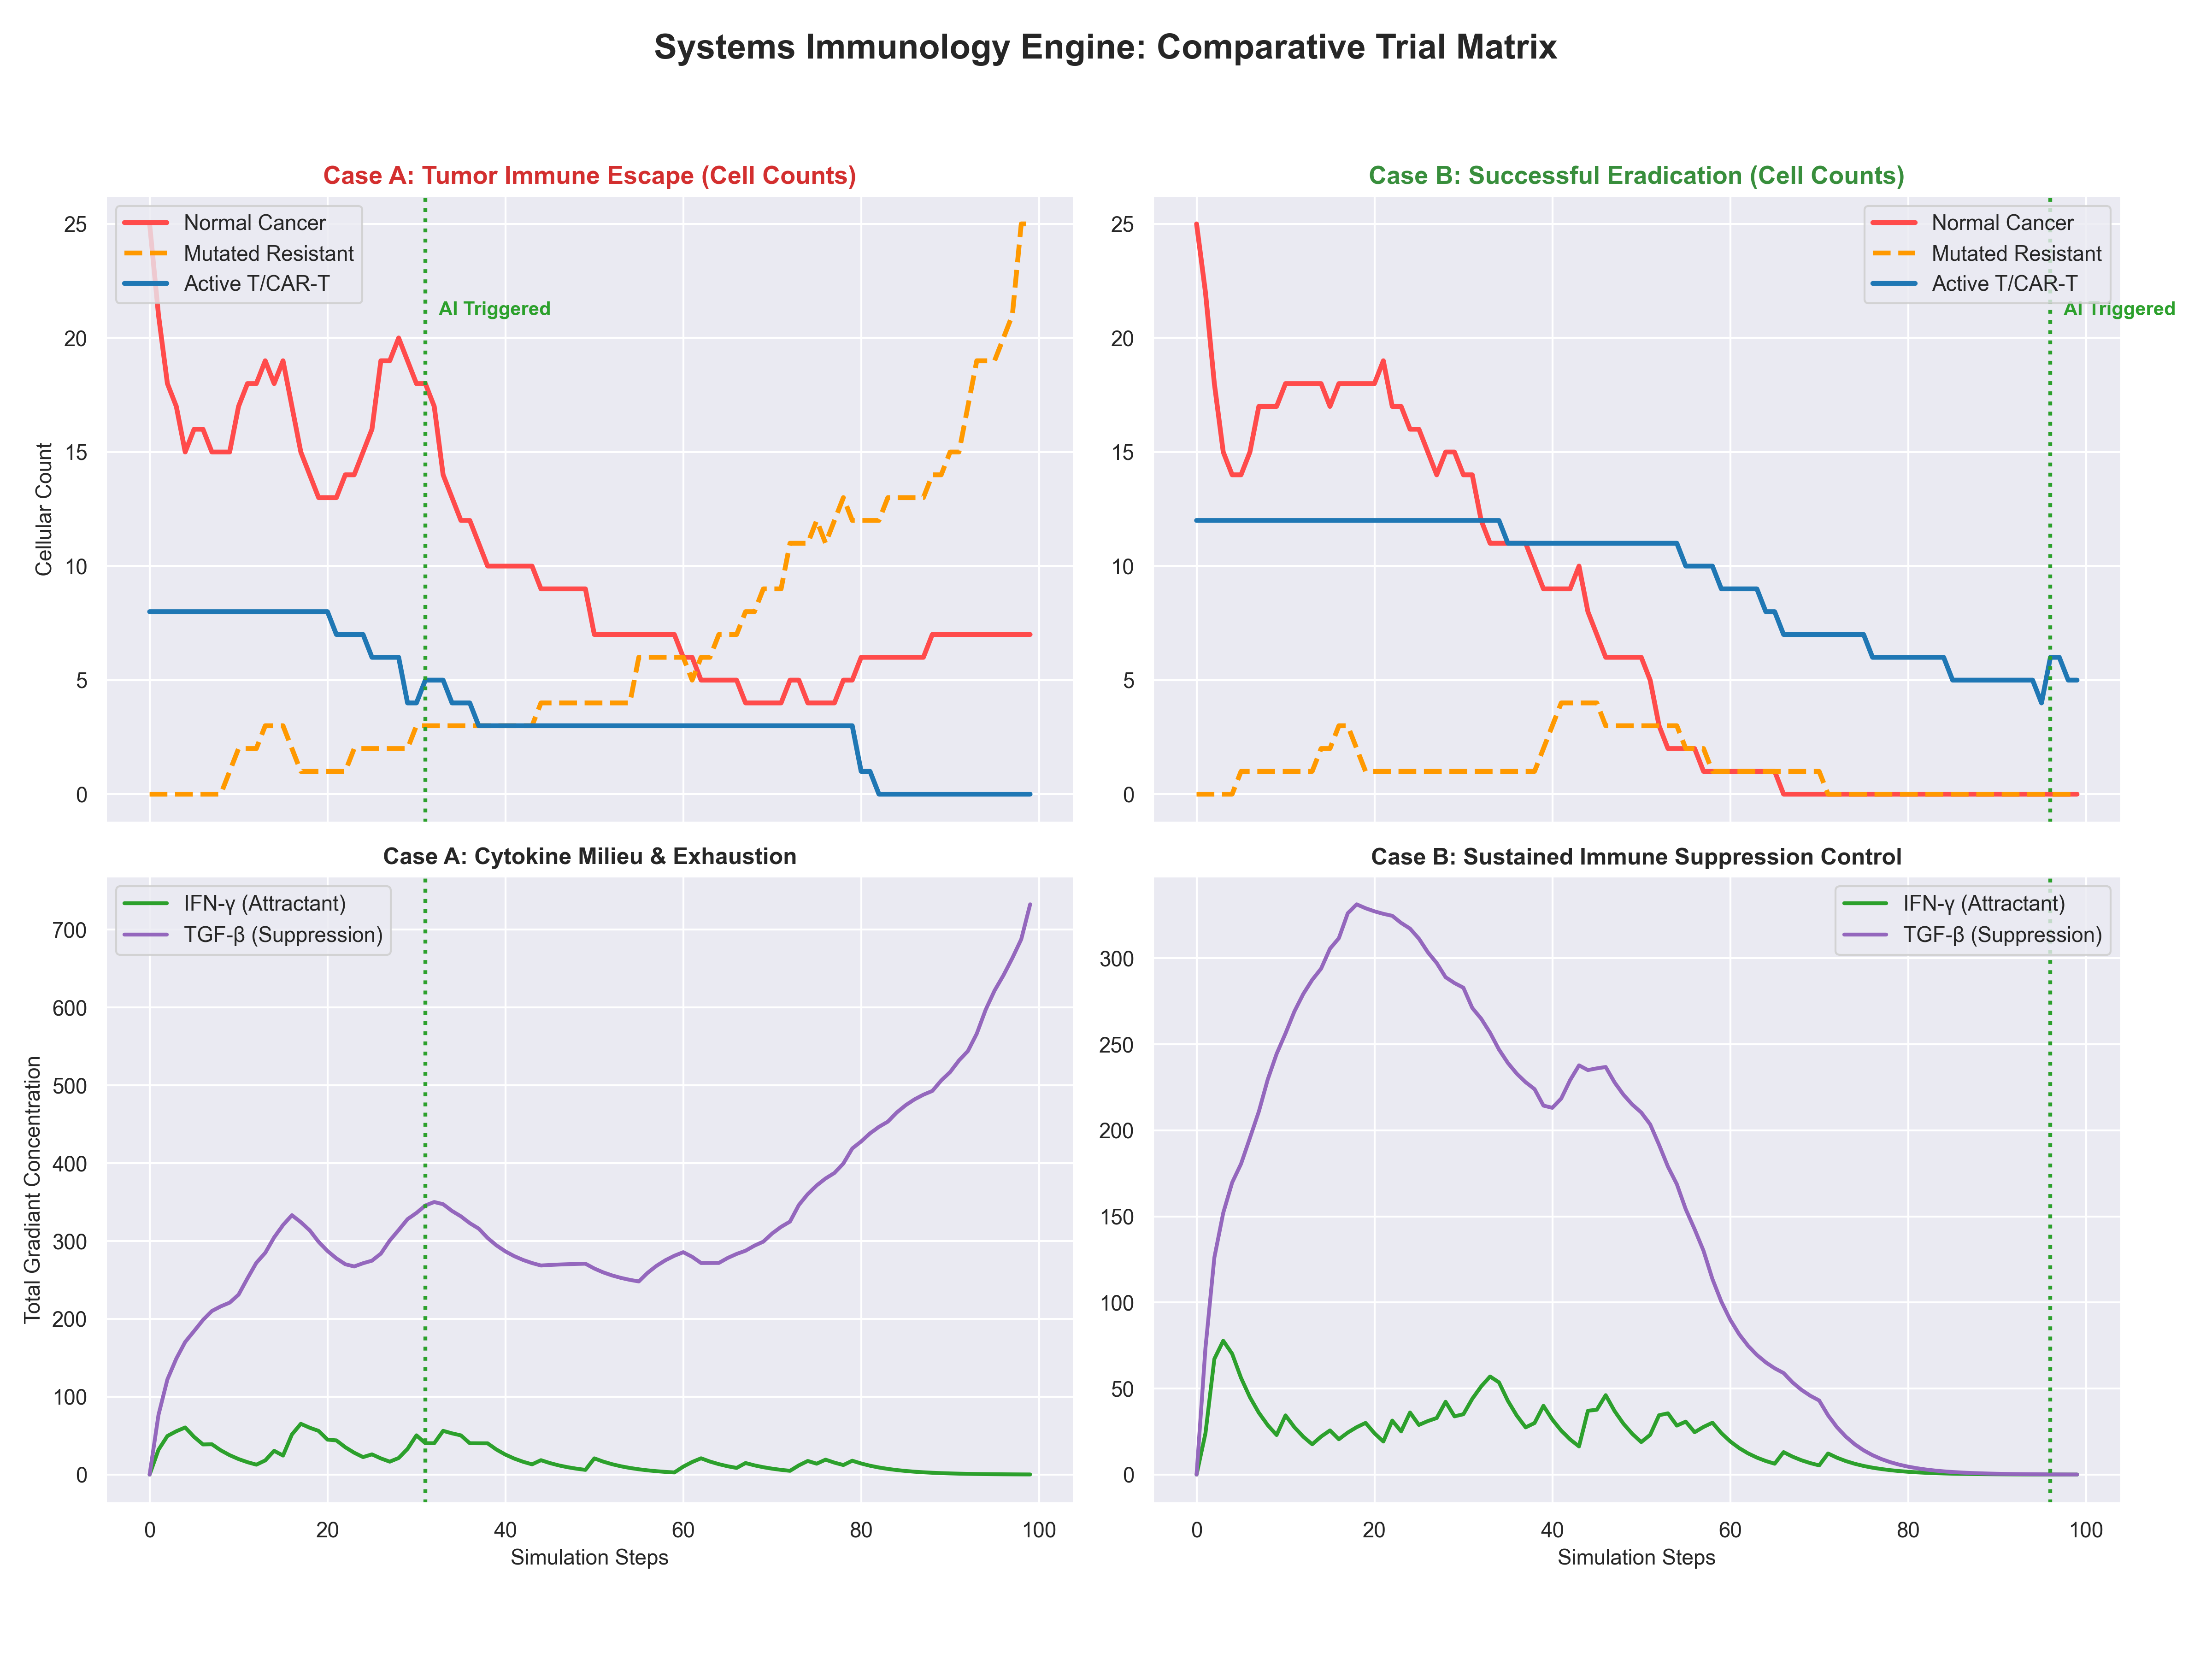 Systems Immunology Engine: Comparative Trial Matrix
Case A: Tumor Immune Escape (Cell Counts)
Normal Cancer
Mutated Resistant
Active T/CAR-T
AI Triggered
25
20
15
10
5
0
Cellular Count
Case B: Successful Eradication (Cell Counts)
Normal Cancer
Mutated Resistant
Active T/CAR-T
AI Triggered
25
20
15
10
5
0
Case A: Cytokine Milieu & Exhaustion
IFN-γ (Attractant)
TGF-β (Suppression)
700
600
500
400
300
200
100
0
Total Gradiant Concentration
0 20 40 60 80 100
Simulation Steps
Case B: Sustained Immune Suppression Control
IFN-γ (Attractant)
TGF-β (Suppression)
300
250
200
150
100
50
0
0 20 40 60 80 100
Simulation Steps